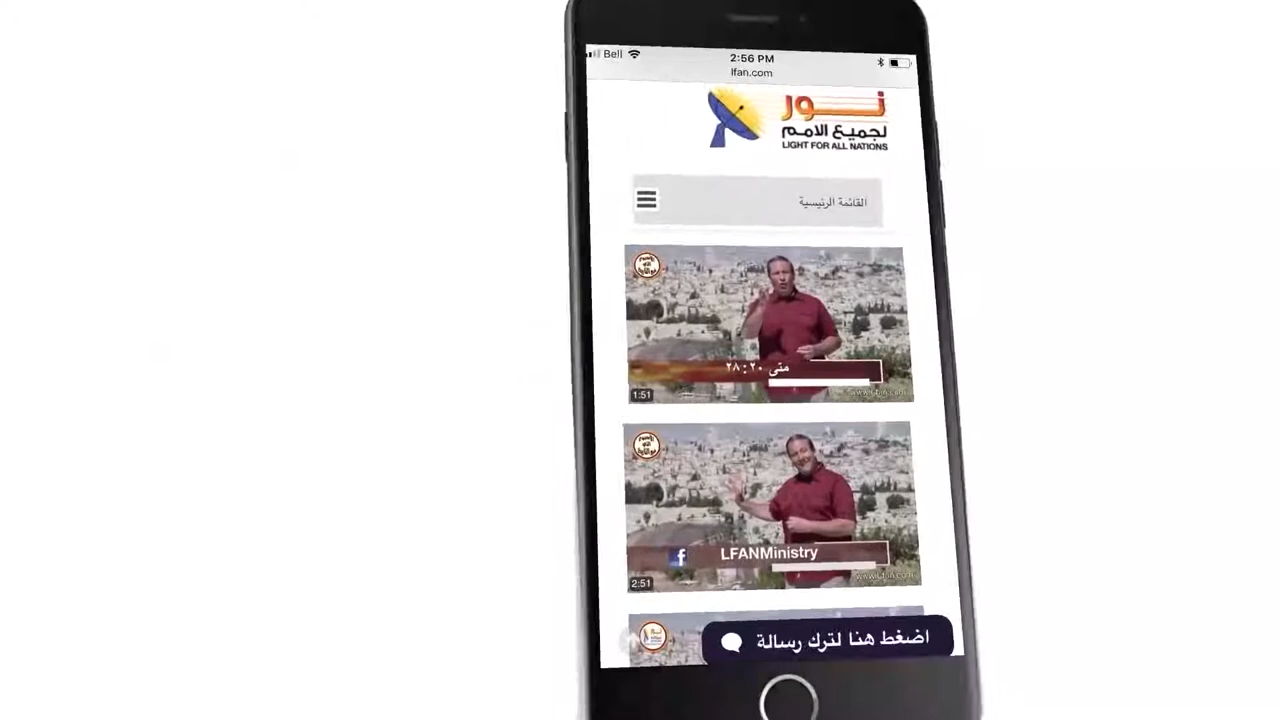 Bell
2:56 PM
lfan.com
نور
لجميع الامم
LIGHT FOR ALL NATIONS
القائمة الرئيسية
متى ٢٨:٢٠
1:51
LFANMinistry
2:51
اضغط هنا لترك رسالة